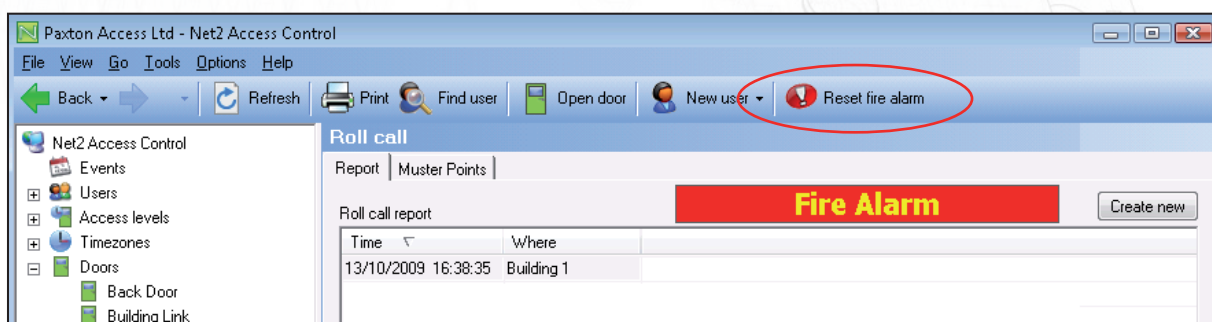 Paxton Access Ltd - Net2 Access Control
File View Go Tools Options Help
Back Refresh Print Find user Open door New user Reset fire alarm
Net2 Access Control
Events
Users
Access levels
Timezones
Doors
Back Door
Building Link
Roll call
Report Muster Points
Roll call report Fire Alarm Create new
Time Where
13/10/2009 16:38:35 Building 1